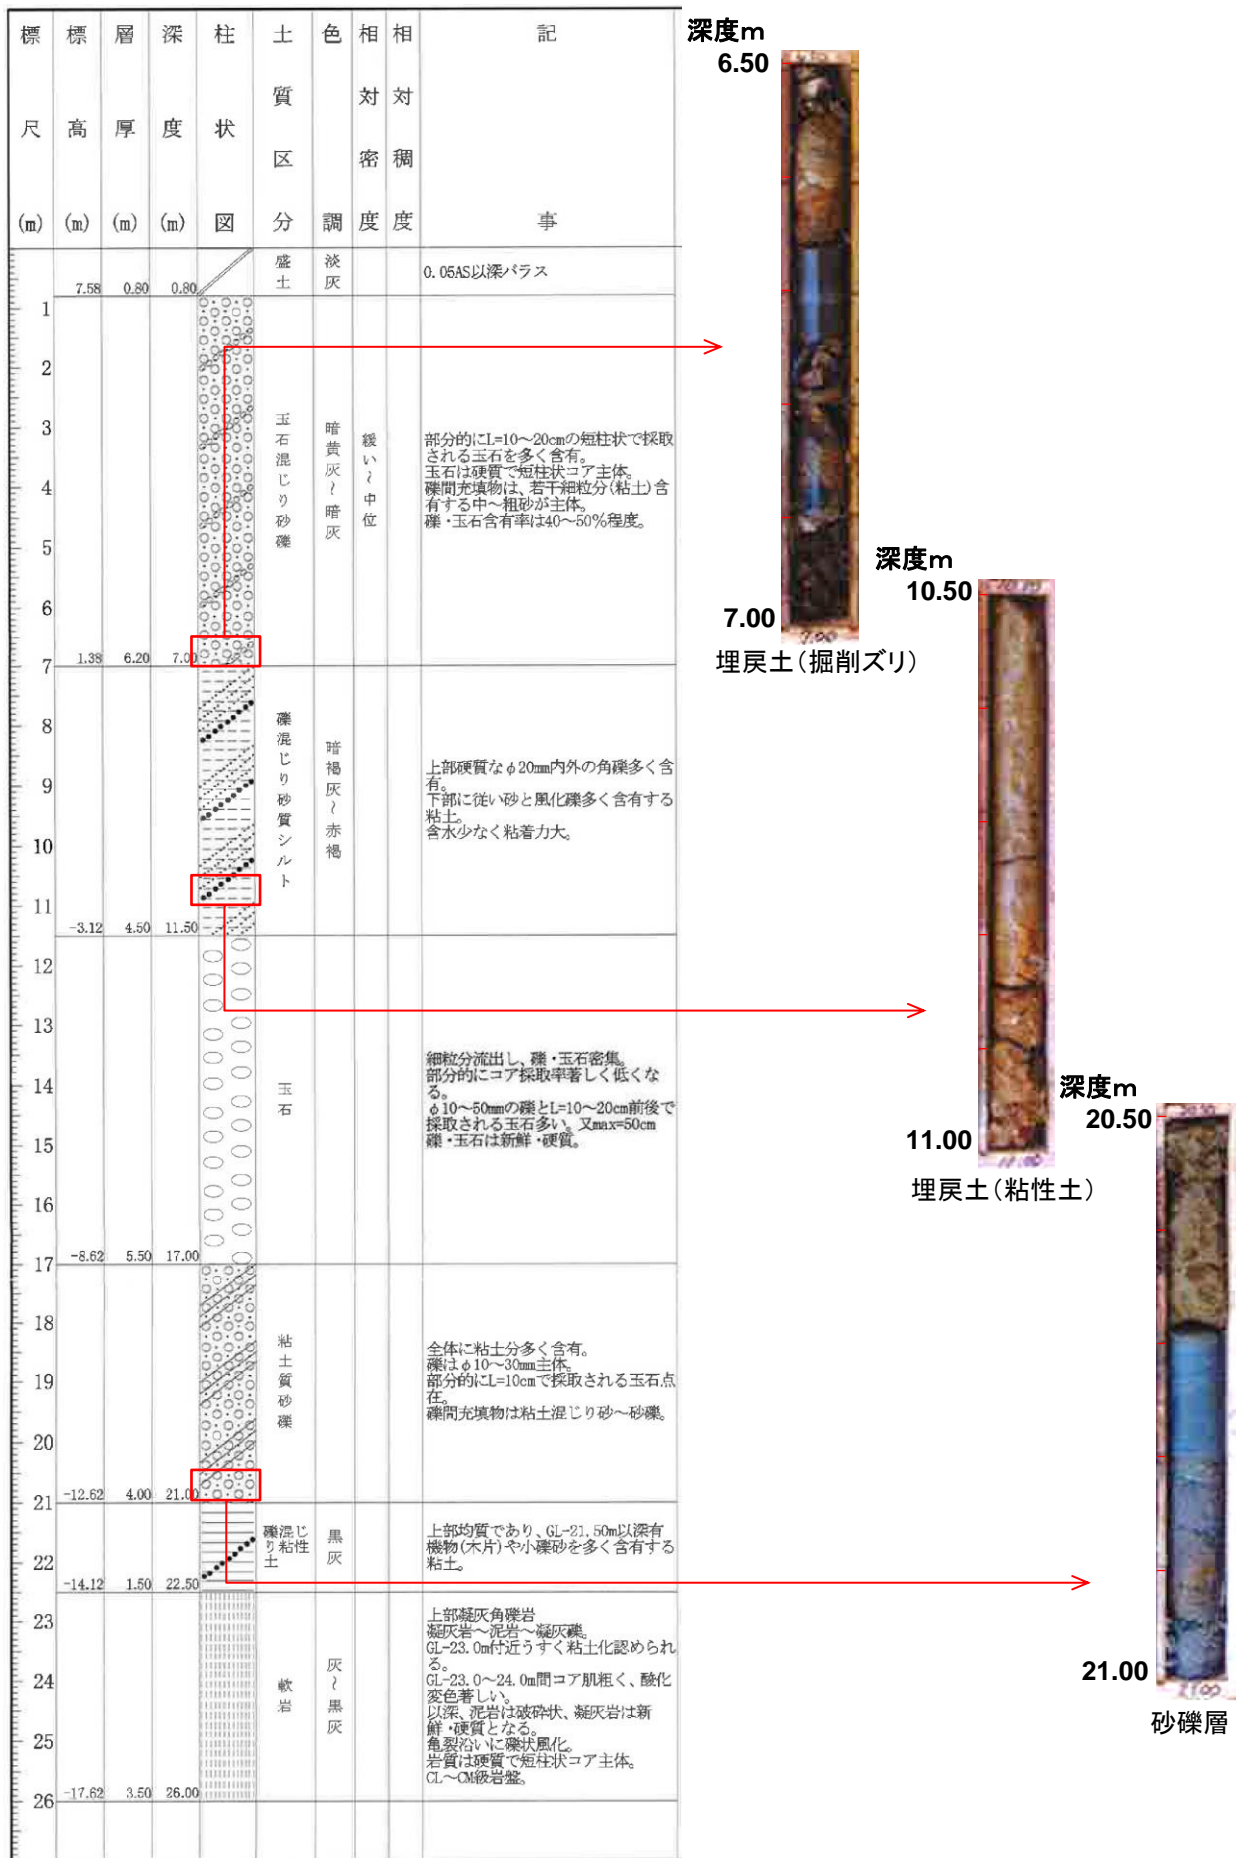 標尺(m)
標高(m)
層厚(m)
深度(m)
柱状図
土質区分
色調
相対密度
相対稠度
記事
盛土
淡灰
0.05AS以深バラス
7.58 0.80 0.80
1
2
3
4
5
6
7
玉石混じり砂礫
暗黄灰~暗灰
緩い~中位
部分的にL=10~20cmの短柱状で採取
される玉石を多く含有。
玉石は硬質で短柱状コア主体。
礫間充填物は、若干細粒分(粘土)含
有する中~粗砂が主体。
礫・玉石含有率は40~50%程度。
1.38 6.20 7.00
8
9
10
11
礫混じり砂質シルト
暗褐灰~赤褐
上部硬質なφ20mm内外の角礫多く含
有。
下部に従い砂と風化礫多く含有する
粘土。
含水少なく粘着力大。
-3.12 4.50 11.50
12
13
14
15
16
17
玉石
細粒分流出し、礫・玉石密集。
部分的にコア採取率著しく低くな
る。
φ10~50mmの礫とL=10~20cm前後で
採取される玉石多い。又max=50cm
礫・玉石は新鮮・硬質。
-8.62 5.50 17.00
18
19
20
21
粘土質砂礫
全体に粘土分多く含有。
礫はφ10~30mm主体。
部分的にL=10cmで採取される玉石点
在。
礫間充填物は粘土混じり砂~砂礫。
-12.62 4.00 21.00
22
礫混じ
り粘性
土
黒灰
上部均質であり、GL-21.50m以深有
機物(木片)や小礫砂を多く含有する
粘土。
-14.12 1.50 22.50
23
24
25
26
軟岩
灰~黒灰
上部凝灰角礫岩
凝灰岩~泥岩~凝灰礫。
GL-23.0m付近うすく粘土化認められ
る。
GL-23.0~24.0m間コア肌粗く、酸化
変色著しい。
以深、泥岩は破砕状、凝灰岩は新
鮮・硬質となる。
亀裂沿いに礫状風化。
岩質は硬質で短柱状コア主体。
CL~CM級岩盤。
-17.62 3.50 26.00
深度m
6.50
7.00
7.00
埋戻土(掘削ズリ)
深度m
10.50
11.00
11.00
埋戻土(粘性土)
深度m
20.50
21.00
21.00
砂礫層